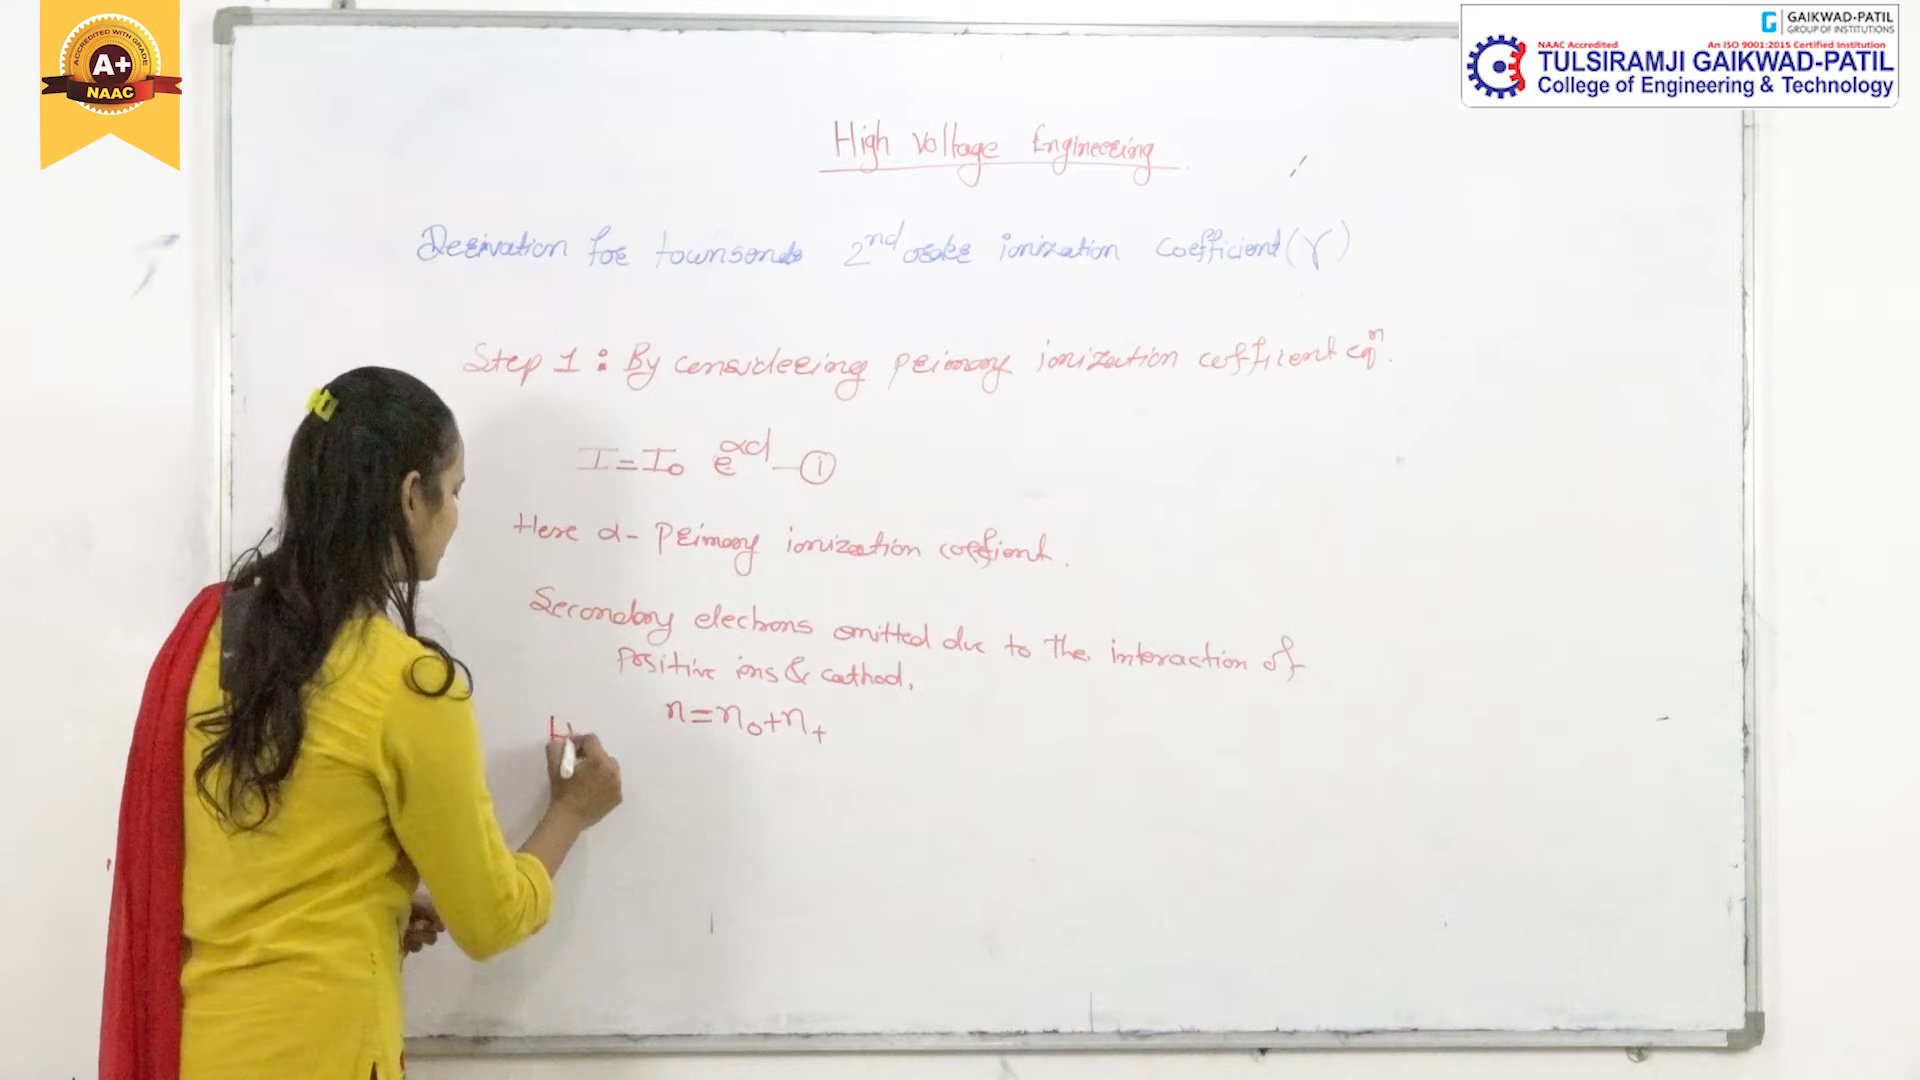 ACCREDITED WITH GRADE
A+
NAAC
GAIKWAD-PATIL
GROUP OF INSTITUTIONS
NAAC Accredited An ISO 9001:2015 Certified Institution
TULSIRAMJI GAIKWAD-PATIL
College of Engineering & Technology
High Voltage Engineering
Derivation for townsends 2nd order ionization coefficient (γ)
Step 1 : By considering primary ionization cofficient eqn.
I = I0 e^αd — ①
Here α - primary ionization coefficient.
Secondary electrons emitted due to the interaction of
positive ions & cathod.
n = n0 + n+
H